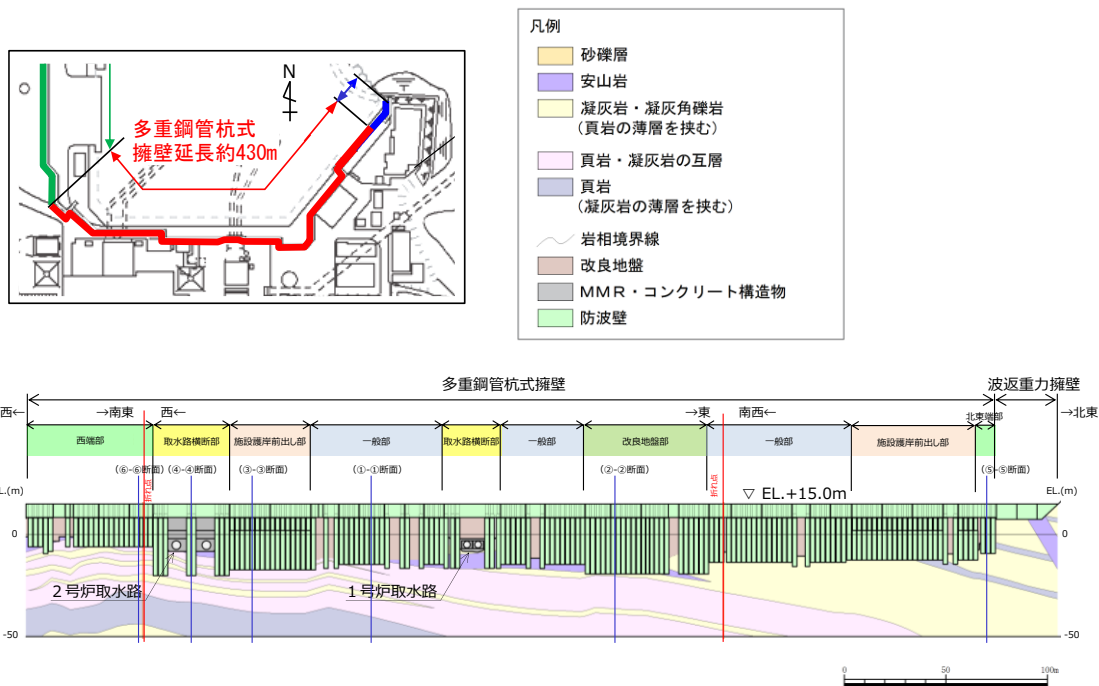 凡例
砂礫層
安山岩
凝灰岩・凝灰角礫岩
(頁岩の薄層を挟む)
頁岩・凝灰岩の互層
頁岩
(凝灰岩の薄層を挟む)
岩相境界線
改良地盤
MMR・コンクリート構造物
防波壁
N
多重鋼管杭式
擁壁延長約430m
多重鋼管杭式擁壁
波返重力擁壁
西←
→南東
西←
→東
南西←
→北東
西端部
取水路横断部
施設護岸前出し部
一般部
取水路横断部
一般部
改良地盤部
一般部
施設護岸前出し部
北東端部
(⑥-⑥断面)
(④-④断面)
(③-③断面)
(①-①断面)
(②-②断面)
(⑤-⑤断面)
折れ点
折れ点
▽ EL.+15.0m
EL.(m)
L.(m)
0
0
2号炉取水路
1号炉取水路
-50
-50
0
50
100m